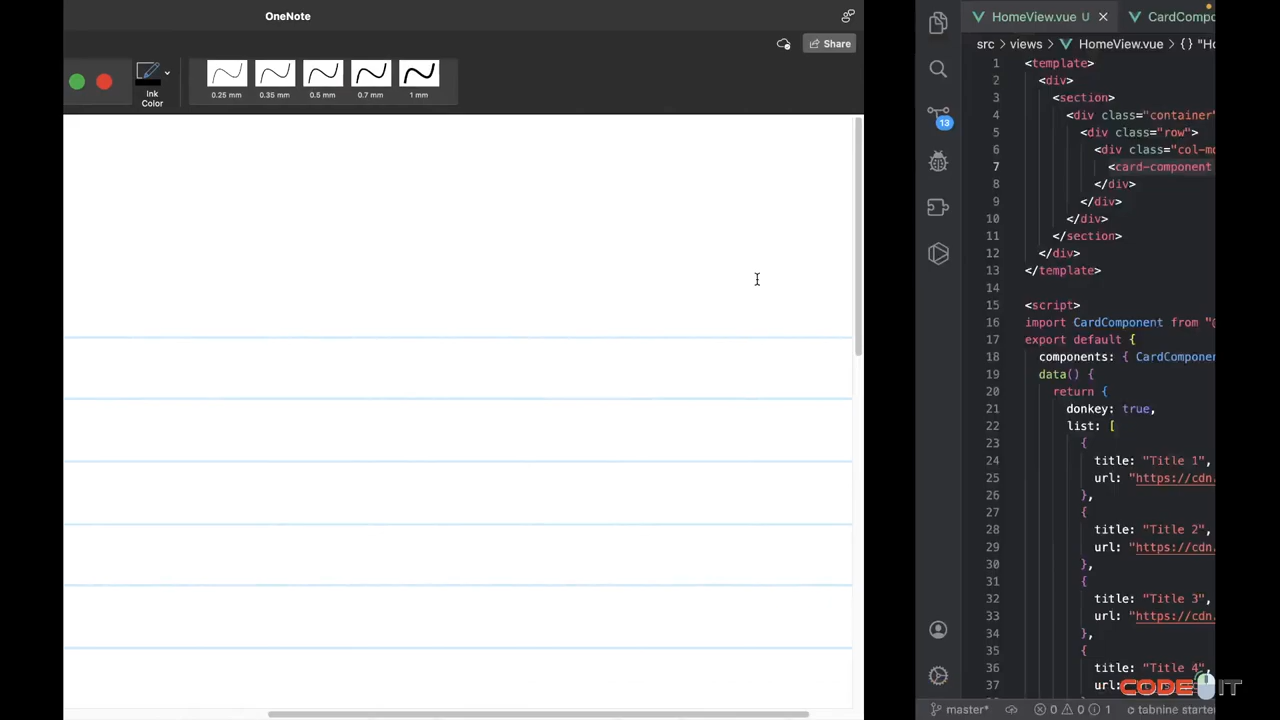 OneNote
Share
Ink
Color
0.25 mm
0.35 mm
0.5 mm
0.7 mm
1 mm
HomeView.vue U
src > views > HomeView.vue > {}
13
1 <template>
2 <div>
3 <section>
4 <div class="container"
5 <div class="row">
6 <div class="col-
7 <card-component
8 </div>
9 </div>
10 </div>
11 </section>
12 </div>
13 </template>
14
15 <script>
16 import CardComponent from "@
17 export default {
18 components: { CardComponen
19 data() {
20 return {
21 donkey: true,
22 list: [
23 {
24 title: "Title 1",
25 url: "https://cdn.
26 },
27 {
28 title: "Title 2",
29 url: "https://cdn.
30 },
31 {
32 title: "Title 3",
33 url: "https://cdn.
34 },
35 {
36 title: "Title 4",
37 url:
master* 0 0 1 tabnine starte
CODE IT